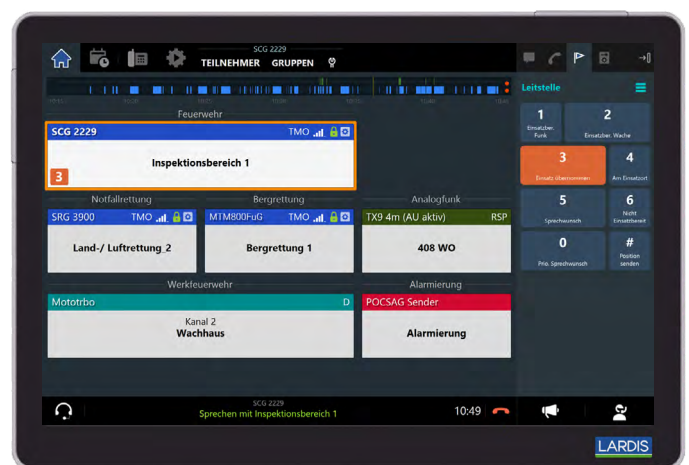 SCG 2229
TEILNEHMER GRUPPEN
Feuerwehr
SCG 2229 TMO
Inspektionsbereich 1
3
Notfallrettung Bergrettung Analogfunk
SRG 3900 TMO MTM800FuG TMO TX9 4m (AU aktiv) RSP
Land-/ Luftrettung_2 Bergrettung 1 408 WO
Werkfeuerwehr Alarmierung
Mototrbo D POCSAG Sender
Kanal 2
Wachhaus Alarmierung
SCG 2229
Sprechen mit Inspektionsbereich 1 10:49
Leitstelle
1 2
Einsatzber. Funk Einsatzber. Wache
3 4
Einsatz übernommen Am Einsatzort
5 6
Sprechwunsch Nicht Einsatzbereit
0 #
Prio. Sprechwunsch Position senden
LARDIS